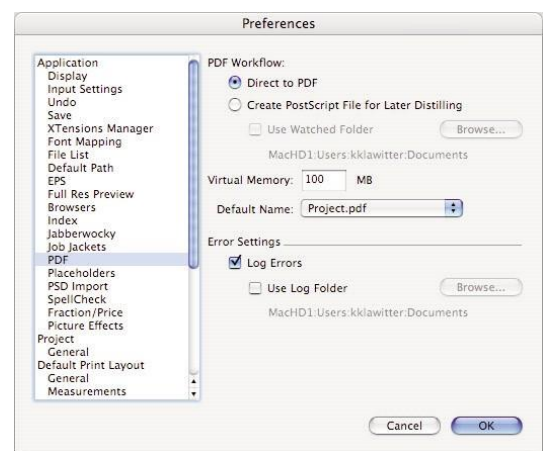 Preferences
Application
Display
Input Settings
Undo
Save
XTensions Manager
Font Mapping
File List
Default Path
EPS
Full Res Preview
Browsers
Index
Jabberwocky
Job Jackets
PDF
Placeholders
PSD Import
SpellCheck
Fraction/Price
Picture Effects
Project
General
Default Print Layout
General
Measurements
PDF Workflow:
Direct to PDF
Create PostScript File for Later Distilling
Use Watched Folder Browse...
MacHD1:Users:kklawitter:Documents
Virtual Memory: 100 MB
Default Name: Project.pdf
Error Settings
Log Errors
Use Log Folder Browse...
MacHD1:Users:kklawitter:Documents
Cancel OK